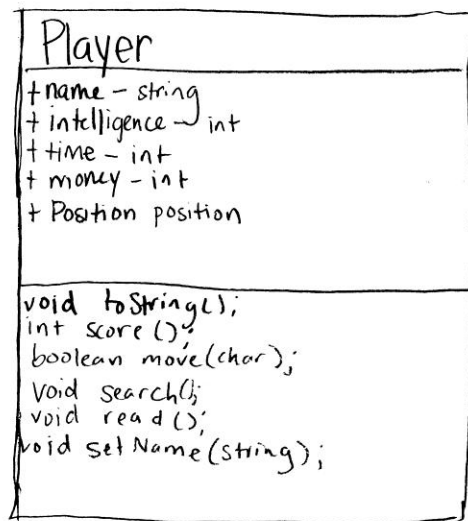 Player
+ name - string
+ intelligence - int
+ time - int
+ money - int
+ Position position
void toString();
int score();
boolean move(char);
void search();
void read();
void setName(string);